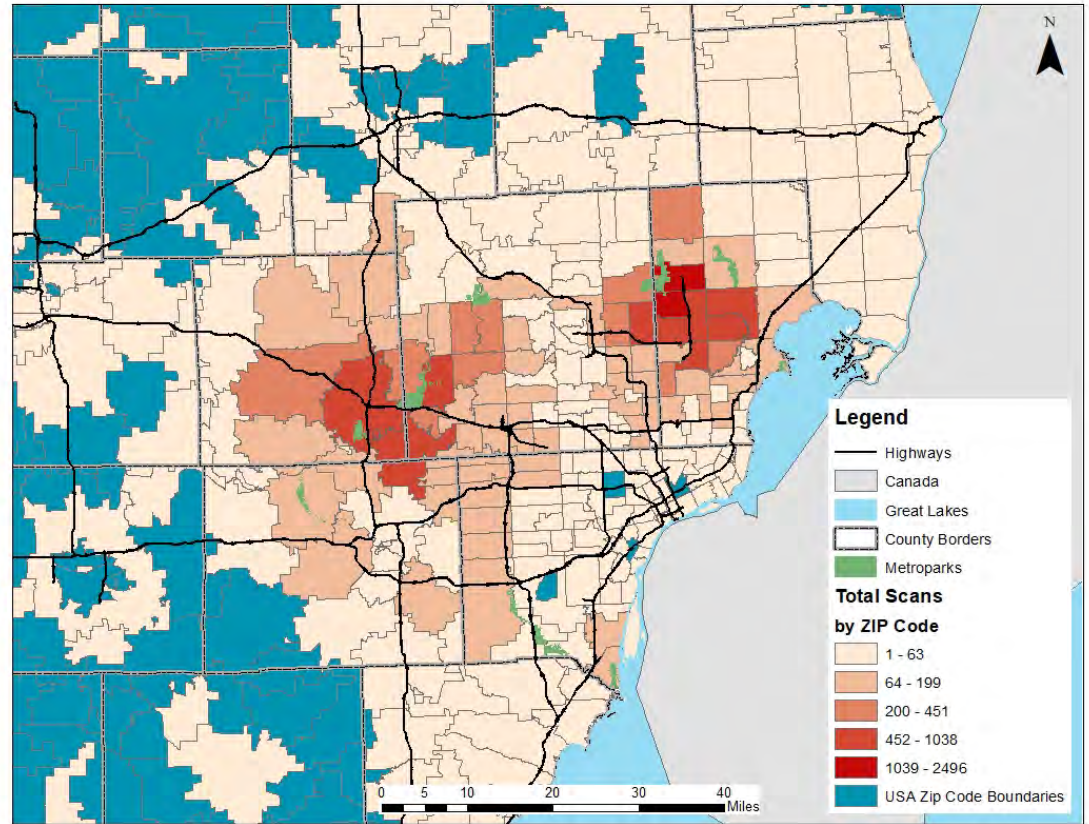 N
Legend
Highways
Canada
Great Lakes
County Borders
Metroparks
Total Scans
by ZIP Code
1 - 63
64 - 199
200 - 451
452 - 1038
1039 - 2496
USA Zip Code Boundaries
0 5 10 20 30 40
Miles